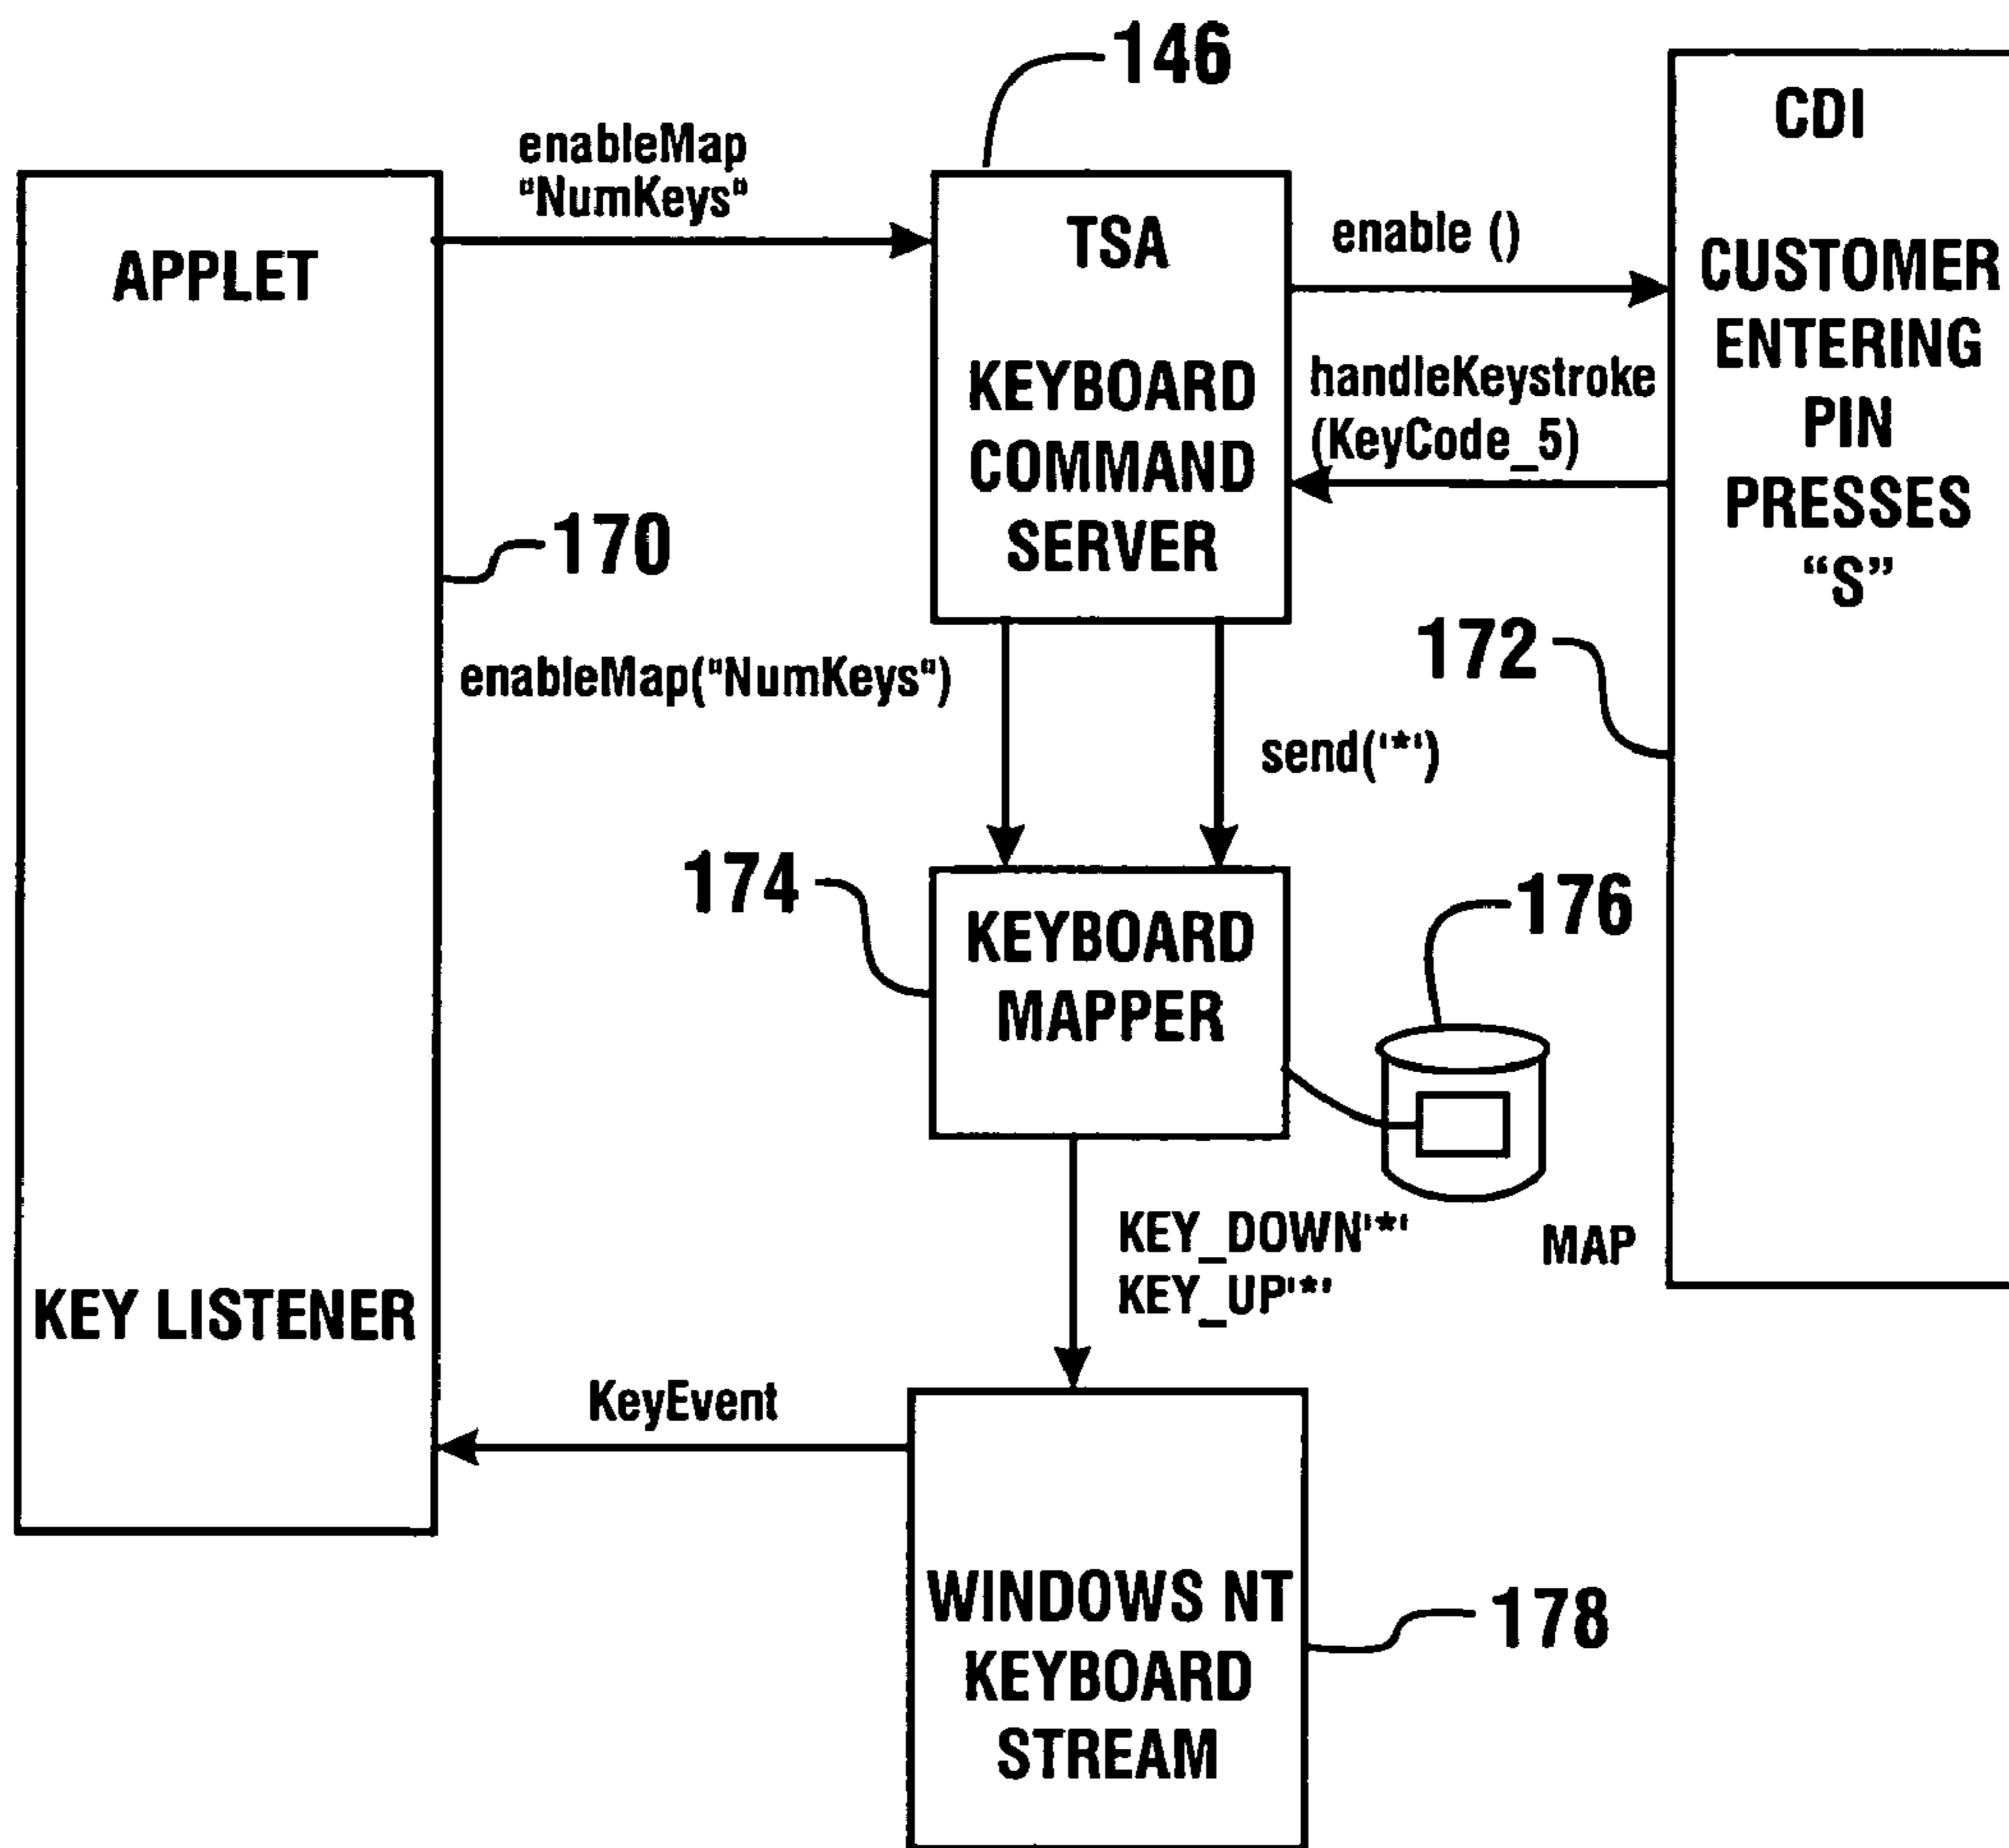 146
CDI
enableMap
"NumKeys"
APPLET
TSA
enable ()
CUSTOMER
ENTERING
PIN
PRESSES
“S”
KEYBOARD
COMMAND
SERVER
handleKeystroke
(KeyCode_5)
170
172
enableMap("NumKeys")
send('*')
174
176
KEYBOARD
MAPPER
KEY_DOWN'*'
KEY_UP'*'
MAP
KEY LISTENER
KeyEvent
WINDOWS NT
KEYBOARD
STREAM
178